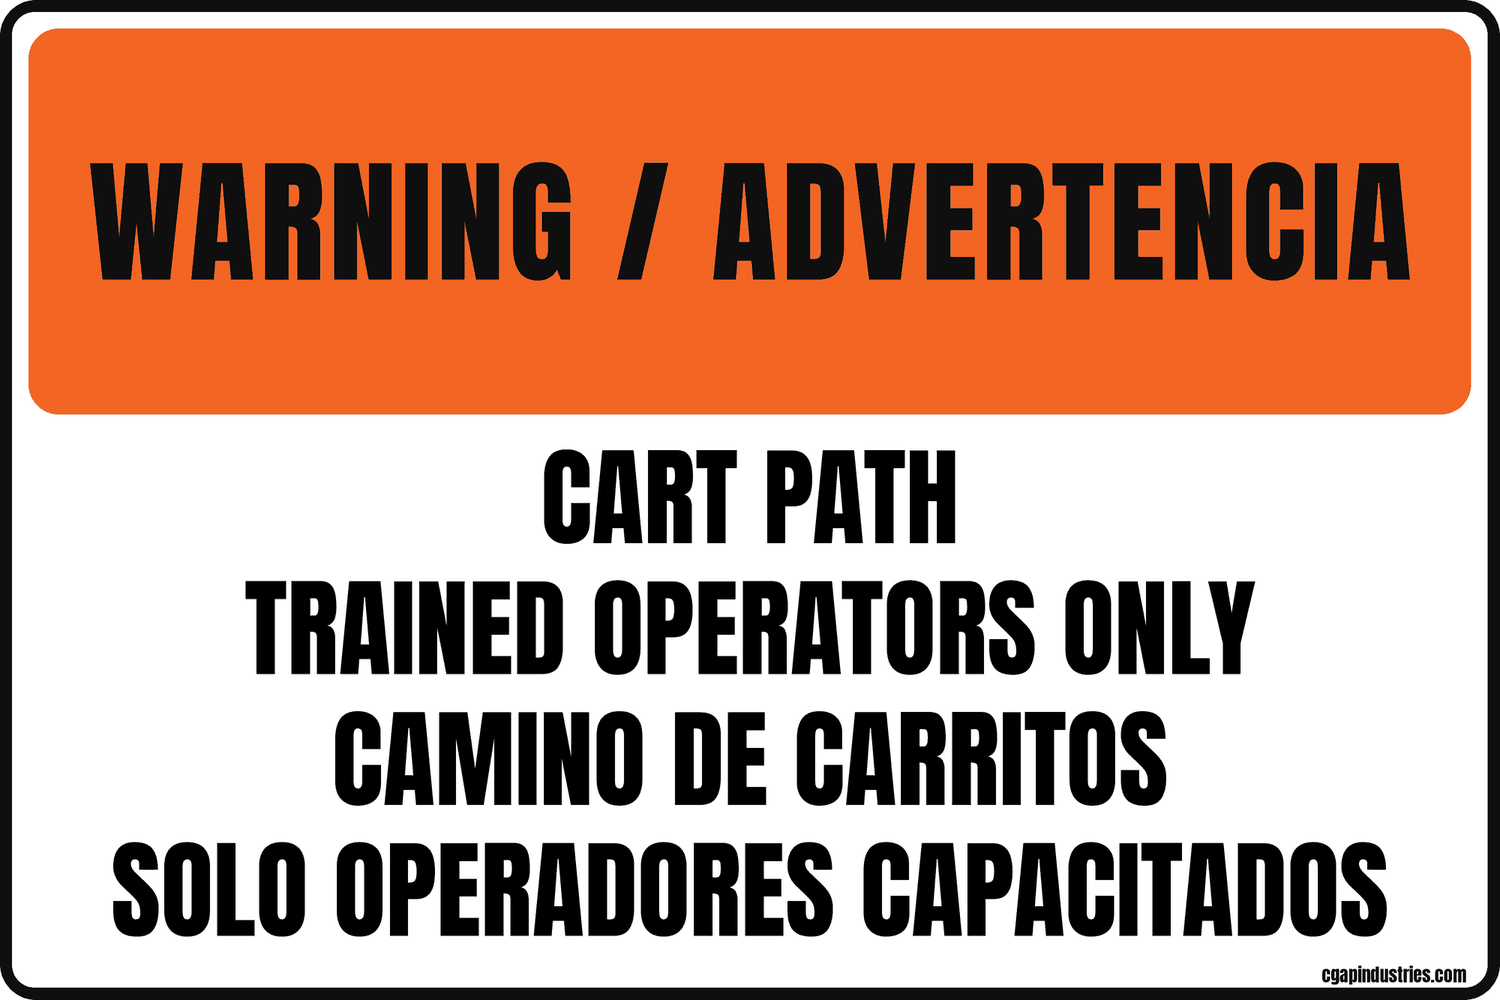 WARNING / ADVERTENCIA
CART PATH
TRAINED OPERATORS ONLY
CAMINO DE CARRITOS
SOLO OPERADORES CAPACITADOS
cgapindustries.com